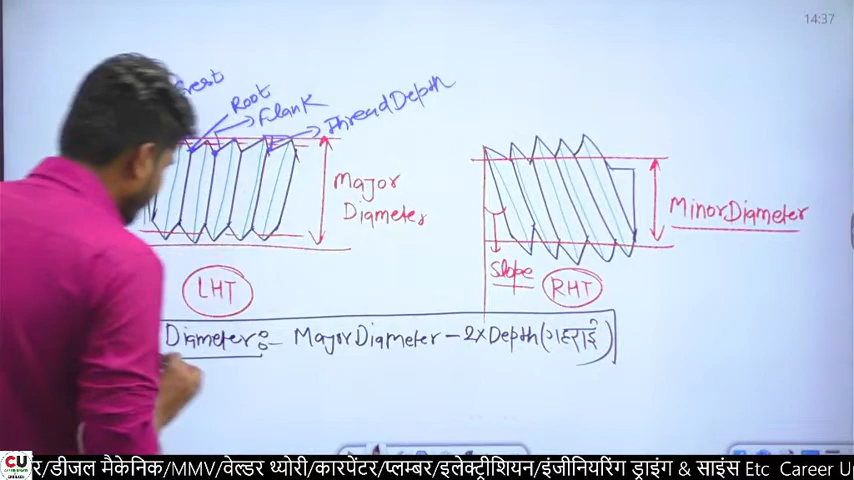 14:37
Crest
Root
Flank
Thread Depth
Major
Diameter
Minor Diameter
Slope
LHT
RHT
Diameter:- Major Diameter - 2x Depth (गहराई)
CU
र/डीजल मैकेनिक/MMV/वेल्डर थ्योरी/कारपेंटर/प्लम्बर/इलेक्ट्रीशियन/इंजीनियरिंग ड्राइंग & साइंस Etc Career U